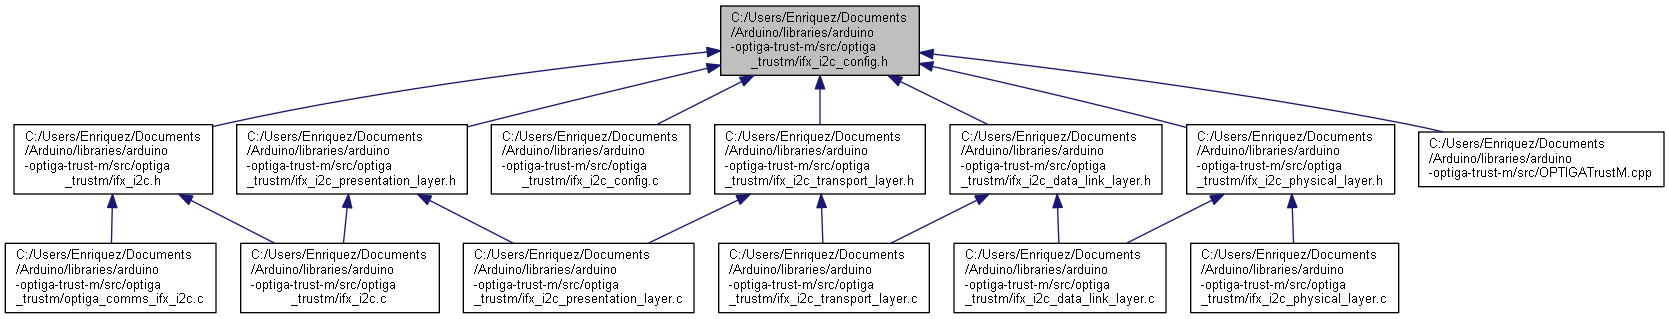 C:/Users/Enriquez/Documents
/Arduino/libraries/arduino
-optiga-trust-m/src/optiga
_trustm/ifx_i2c_config.h
C:/Users/Enriquez/Documents
/Arduino/libraries/arduino
-optiga-trust-m/src/optiga
_trustm/ifx_i2c.h
C:/Users/Enriquez/Documents
/Arduino/libraries/arduino
-optiga-trust-m/src/optiga
_trustm/ifx_i2c_presentation_layer.h
C:/Users/Enriquez/Documents
/Arduino/libraries/arduino
-optiga-trust-m/src/optiga
_trustm/ifx_i2c_config.c
C:/Users/Enriquez/Documents
/Arduino/libraries/arduino
-optiga-trust-m/src/optiga
_trustm/ifx_i2c_transport_layer.h
C:/Users/Enriquez/Documents
/Arduino/libraries/arduino
-optiga-trust-m/src/optiga
_trustm/ifx_i2c_data_link_layer.h
C:/Users/Enriquez/Documents
/Arduino/libraries/arduino
-optiga-trust-m/src/optiga
_trustm/ifx_i2c_physical_layer.h
C:/Users/Enriquez/Documents
/Arduino/libraries/arduino
-optiga-trust-m/src/OPTIGATrustM.cpp
C:/Users/Enriquez/Documents
/Arduino/libraries/arduino
-optiga-trust-m/src/optiga
_trustm/optiga_comms_ifx_i2c.c
C:/Users/Enriquez/Documents
/Arduino/libraries/arduino
-optiga-trust-m/src/optiga
_trustm/ifx_i2c.c
C:/Users/Enriquez/Documents
/Arduino/libraries/arduino
-optiga-trust-m/src/optiga
_trustm/ifx_i2c_presentation_layer.c
C:/Users/Enriquez/Documents
/Arduino/libraries/arduino
-optiga-trust-m/src/optiga
_trustm/ifx_i2c_transport_layer.c
C:/Users/Enriquez/Documents
/Arduino/libraries/arduino
-optiga-trust-m/src/optiga
_trustm/ifx_i2c_data_link_layer.c
C:/Users/Enriquez/Documents
/Arduino/libraries/arduino
-optiga-trust-m/src/optiga
_trustm/ifx_i2c_physical_layer.c